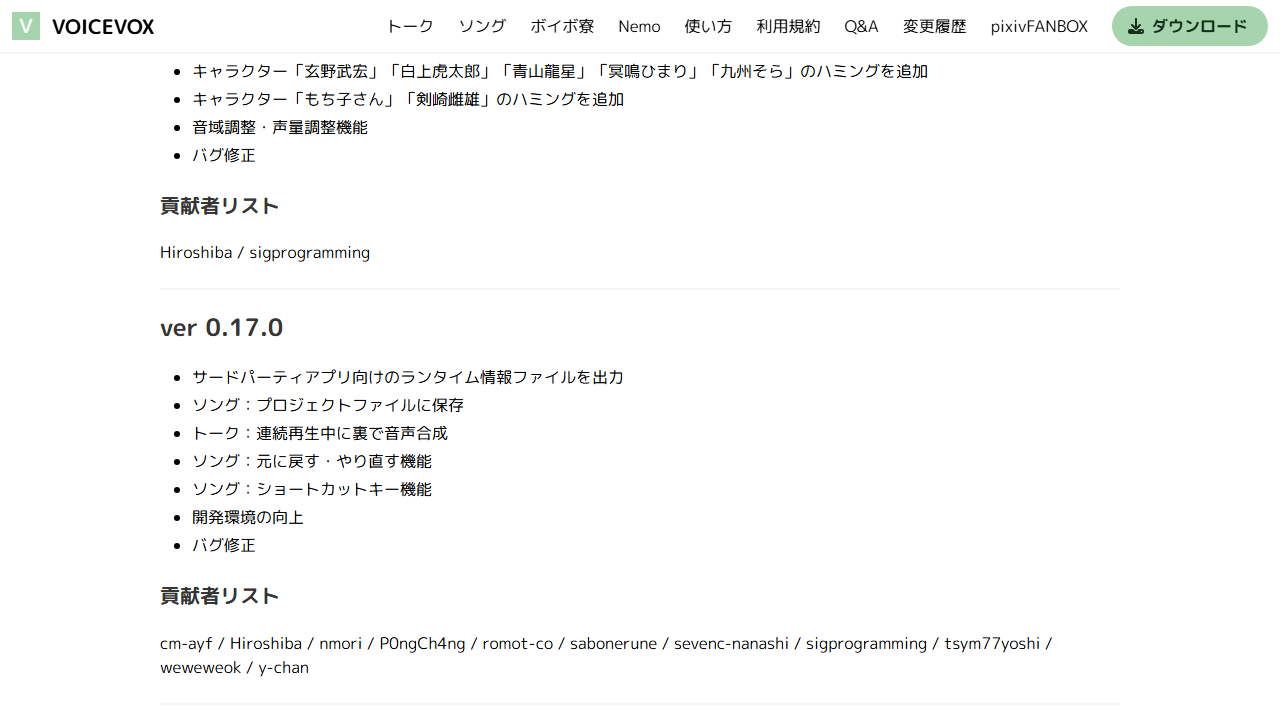 V VOICEVOX トーク ソング ボイボ寮 Nemo 使い方 利用規約 Q&A 変更履歴 pixivFANBOX ダウンロード
キャラクター「玄野武宏」「白上虎太郎」「青山龍星」「冥鳴ひまり」「九州そら」のハミングを追加
キャラクター「もち子さん」「剣崎雌雄」のハミングを追加
音域調整・声量調整機能
バグ修正
貢献者リスト
Hiroshiba / sigprogramming
ver 0.17.0
サードパーティアプリ向けのランタイム情報ファイルを出力
ソング：プロジェクトファイルに保存
トーク：連続再生中に裏で音声合成
ソング：元に戻す・やり直す機能
ソング：ショートカットキー機能
開発環境の向上
バグ修正
貢献者リスト
cm-ayf / Hiroshiba / nmori / P0ngCh4ng / romot-co / sabonerune / sevenc-nanashi / sigprogramming / tsym77yoshi /
weweweok / y-chan